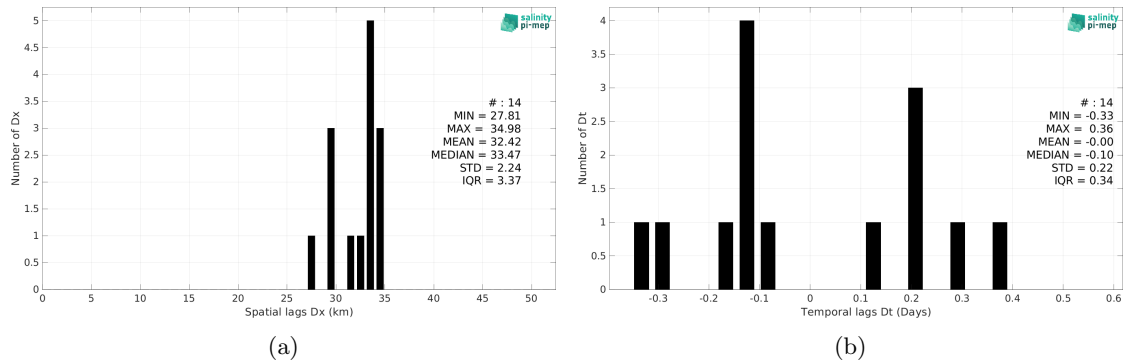 5
4.5
4
3.5
3
2.5
2
1.5
1
0.5
0
Number of Dx
0 5 10 15 20 25 30 35 40 45 50
Spatial lags Dx (km)
salinity
pi-mep
# : 14
MIN = 27.81
MAX = 34.98
MEAN = 32.42
MEDIAN = 33.47
STD = 2.24
IQR = 3.37
(a)
4
3.5
3
2.5
2
1.5
1
0.5
0
Number of Dt
-0.3 -0.2 -0.1 0 0.1 0.2 0.3 0.4 0.5 0.6
Temporal lags Dt (Days)
salinity
pi-mep
# : 14
MIN = -0.33
MAX = 0.36
MEAN = -0.00
MEDIAN = -0.10
STD = 0.22
IQR = 0.34
(b)